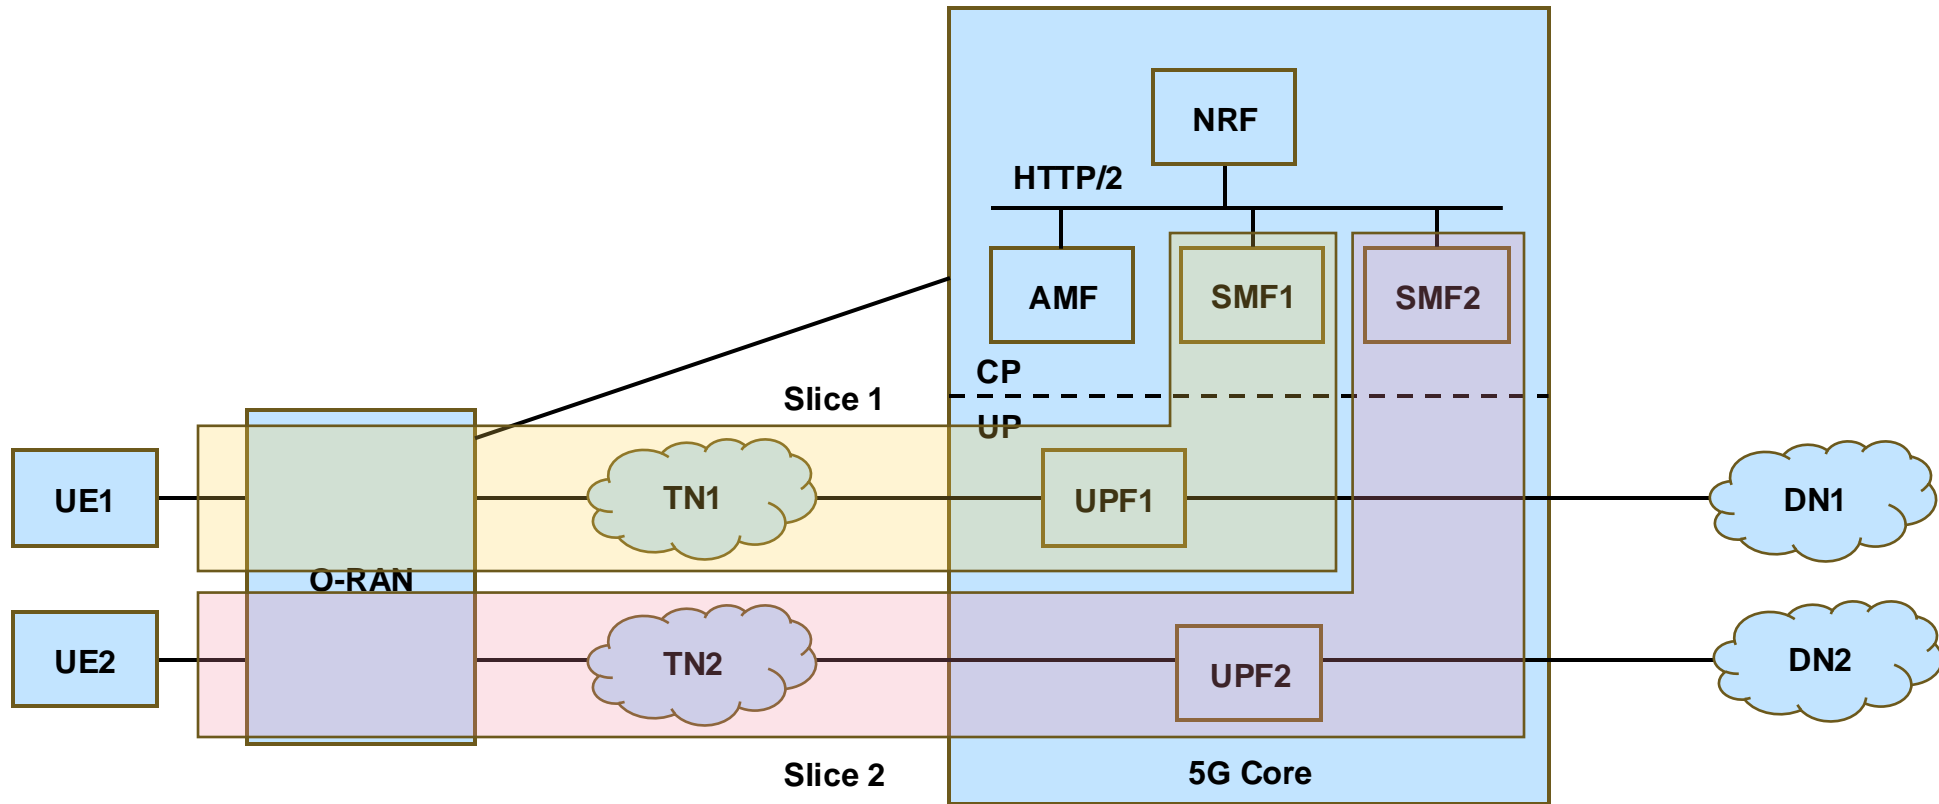 NRF
HTTP/2
AMF
SMF1
SMF2
CP
Slice 1
UP
UE1
TN1
UPF1
DN1
O-RAN
UE2
TN2
UPF2
DN2
Slice 2
5G Core